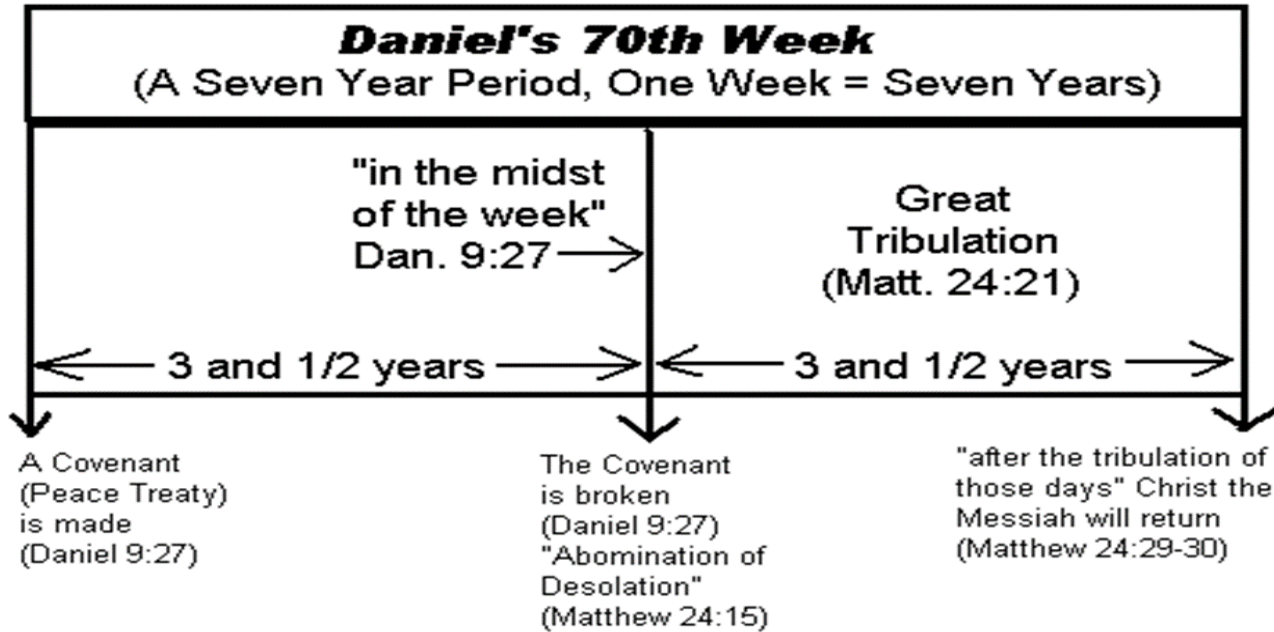 Daniel's 70th Week
(A Seven Year Period, One Week = Seven Years)
"in the midst
of the week"
Dan. 9:27
Great
Tribulation
(Matt. 24:21)
3 and 1/2 years
3 and 1/2 years
A Covenant
(Peace Treaty)
is made
(Daniel 9:27)
The Covenant
is broken
(Daniel 9:27)
"Abomination of
Desolation"
(Matthew 24:15)
"after the tribulation of
those days" Christ the
Messiah will return
(Matthew 24:29-30)